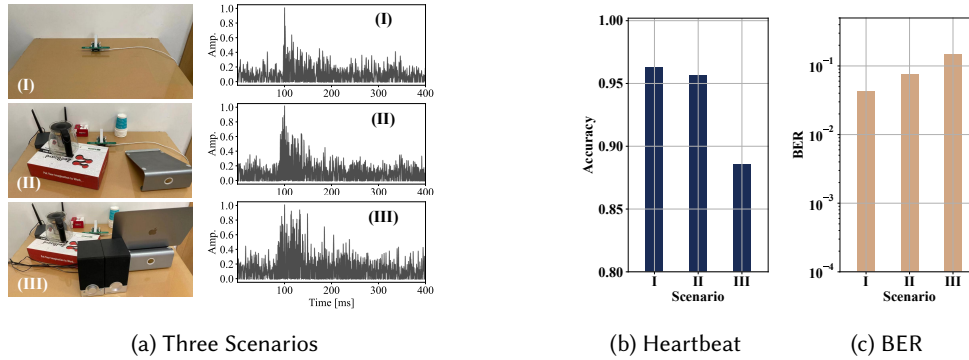 (I)
(II)
(III)
Amp.
1.0
0.8
0.6
0.4
0.2
0.0
(I)
100 200 300 400
Amp.
1.0
0.8
0.6
0.4
0.2
0.0
(II)
100 200 300 400
Amp.
1.0
0.8
0.6
0.4
0.2
0.0
(III)
100 200 300 400
Time [ms]
(a) Three Scenarios
Accuracy
1.00
0.95
0.90
0.85
0.80
I II III
Scenario
(b) Heartbeat
BER
10⁻¹
10⁻²
10⁻³
10⁻⁴
I II III
Scenario
(c) BER